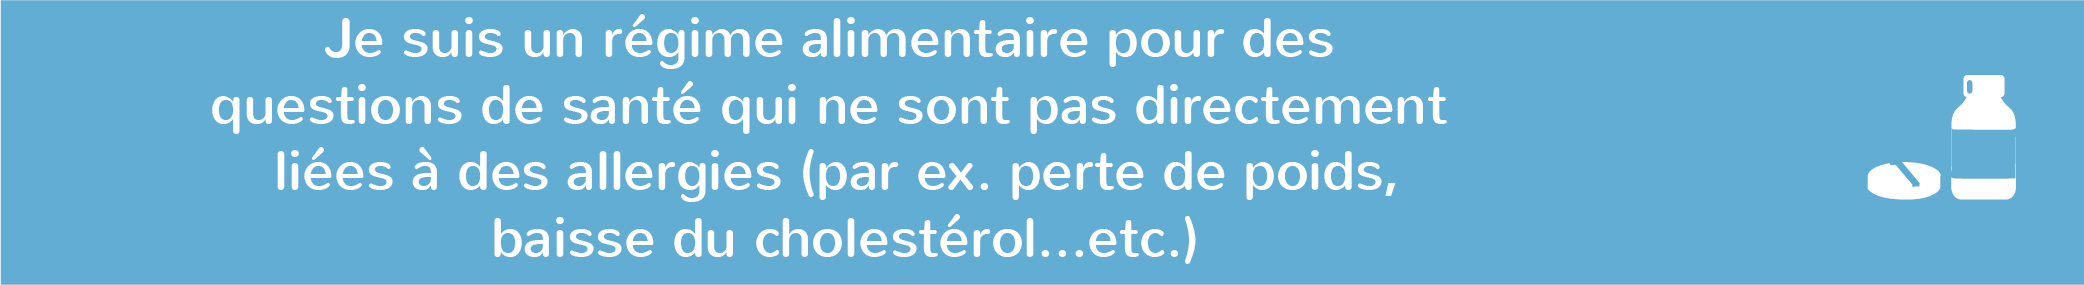 Je suis un régime alimentaire pour des
questions de santé qui ne sont pas directement
liées à des allergies (par ex. perte de poids,
baisse du cholestérol...etc.)